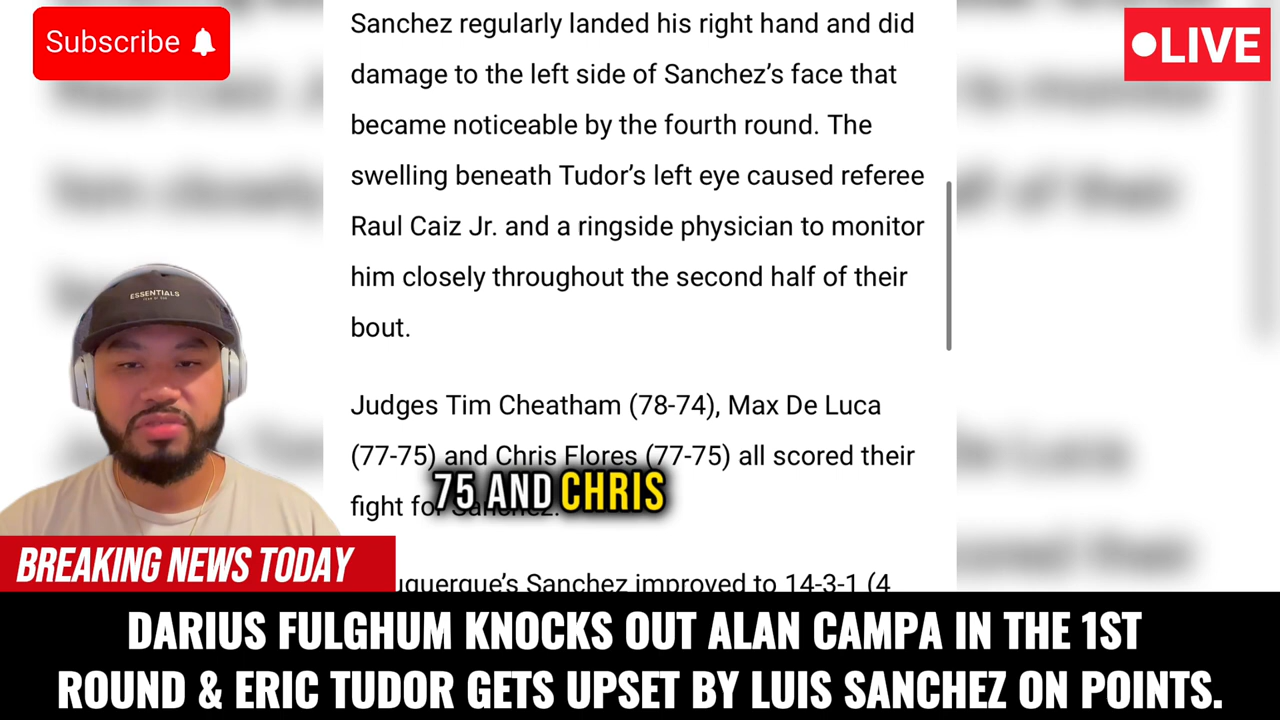 Subscribe
LIVE
Sanchez regularly landed his right hand and did
damage to the left side of Sanchez’s face that
became noticeable by the fourth round. The
swelling beneath Tudor’s left eye caused referee
Raul Caiz Jr. and a ringside physician to monitor
him closely throughout the second half of their
bout.
Judges Tim Cheatham (78-74), Max De Luca
(77-75) and Chris Flores (77-75) all scored their
fight for Sanchez.
75 AND CHRIS
ESSENTIALS
Sanchez improved to 14-3-1 (4
BREAKING NEWS TODAY
DARIUS FULGHUM KNOCKS OUT ALAN CAMPA IN THE 1ST
ROUND & ERIC TUDOR GETS UPSET BY LUIS SANCHEZ ON POINTS.